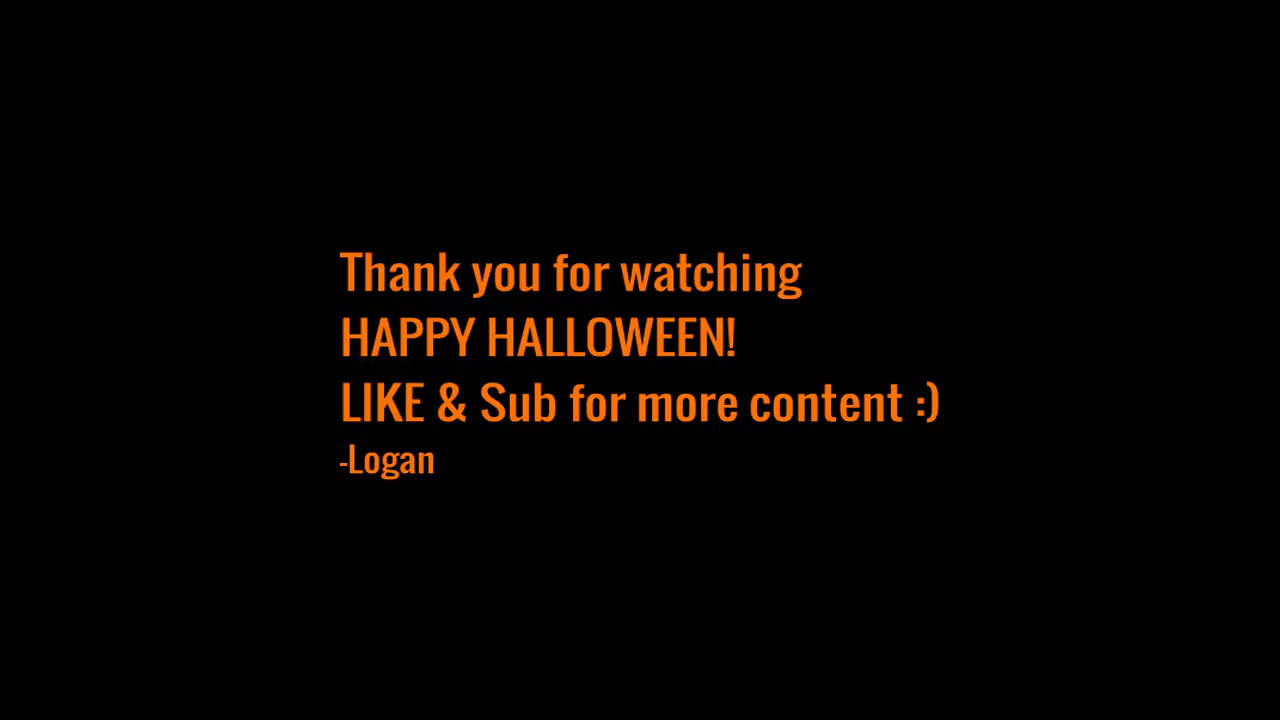 Thank you for watching
HAPPY HALLOWEEN!
LIKE & Sub for more content :)
-Logan